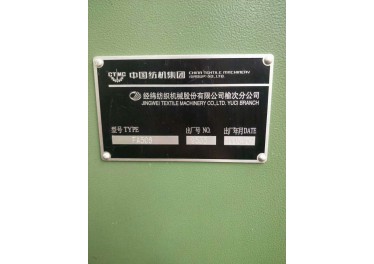 CTMC 中国纺机集团 CHINA TEXTILE MACHINERY
(GROUP) CO.,LTD.
经纬纺织机械股份有限公司榆次分公司
JINGWEI TEXTILE MACHINERY CO.,LTD. YUCI BRANCH
型号 TYPE 出厂号 NO. 出厂年月 DATE